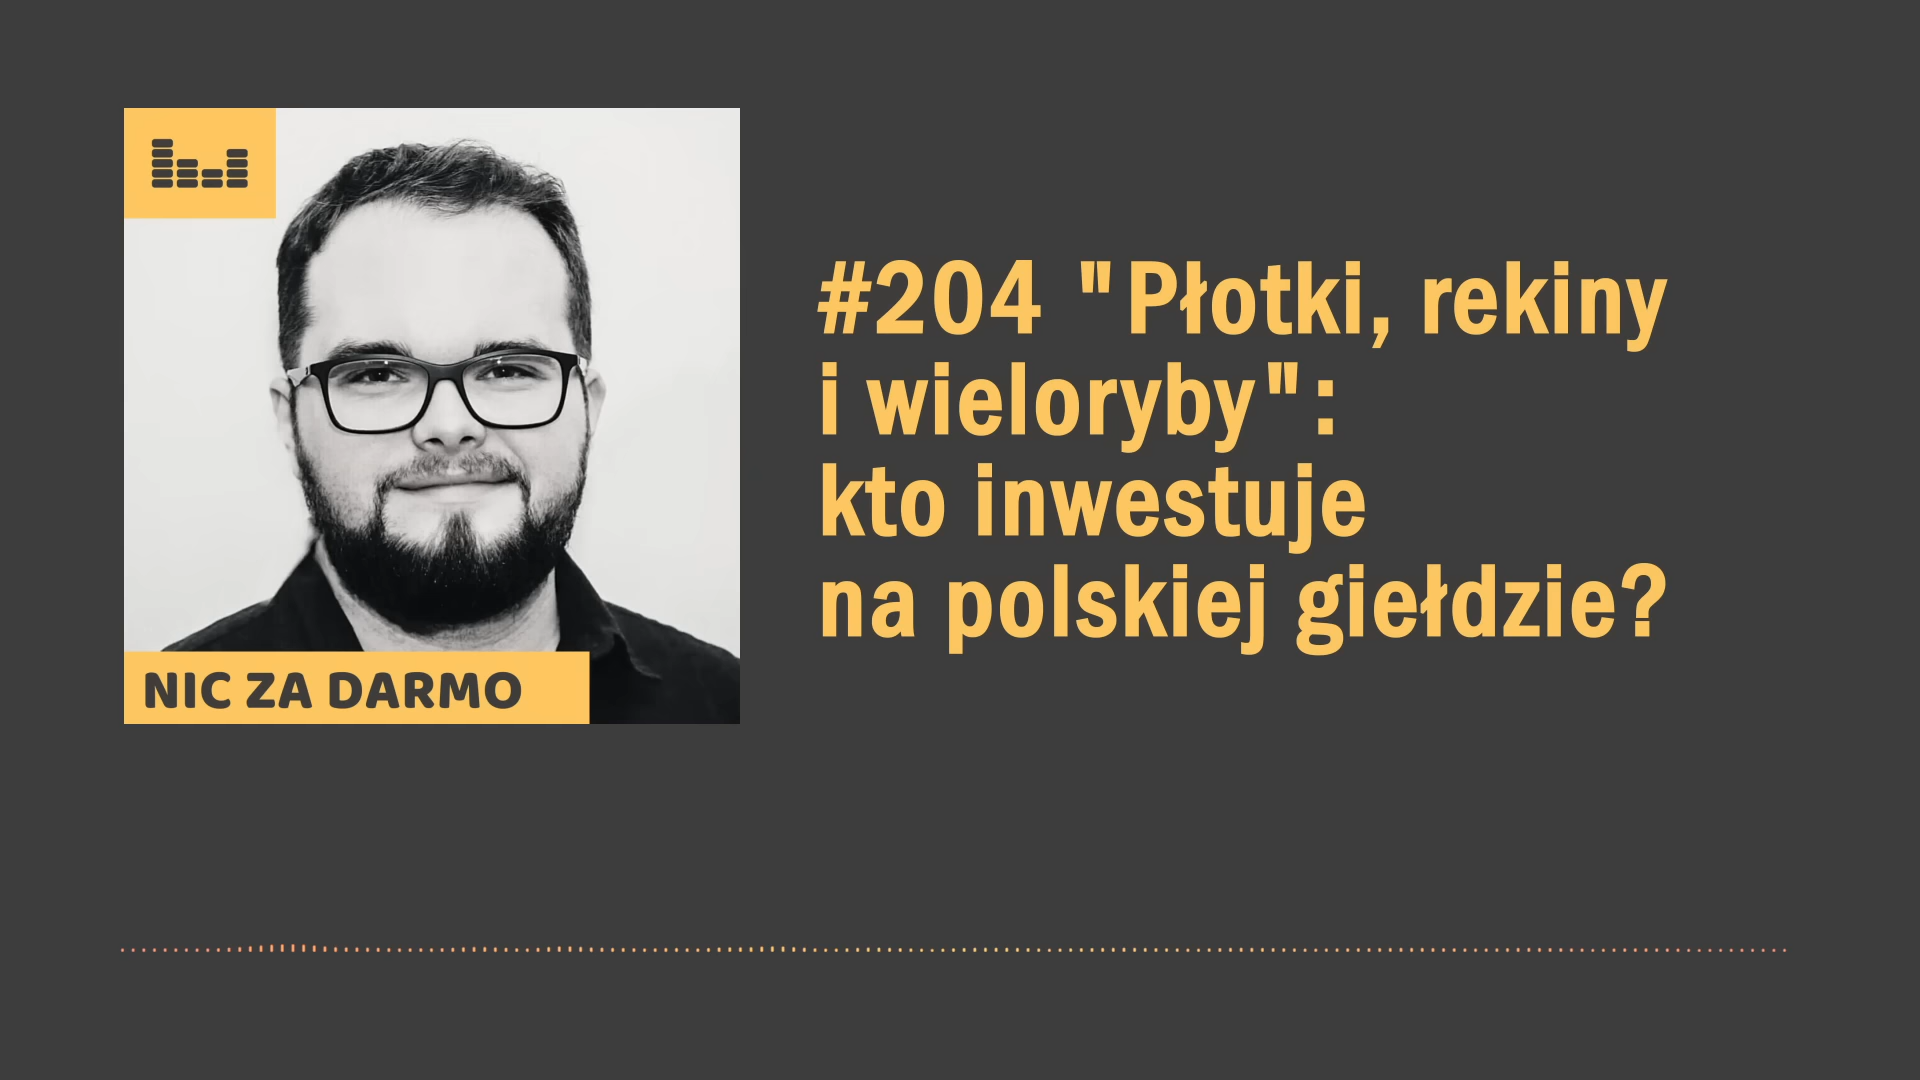 NIC ZA DARMO
#204 "Płotki, rekiny
i wieloryby":
kto inwestuje
na polskiej giełdzie?